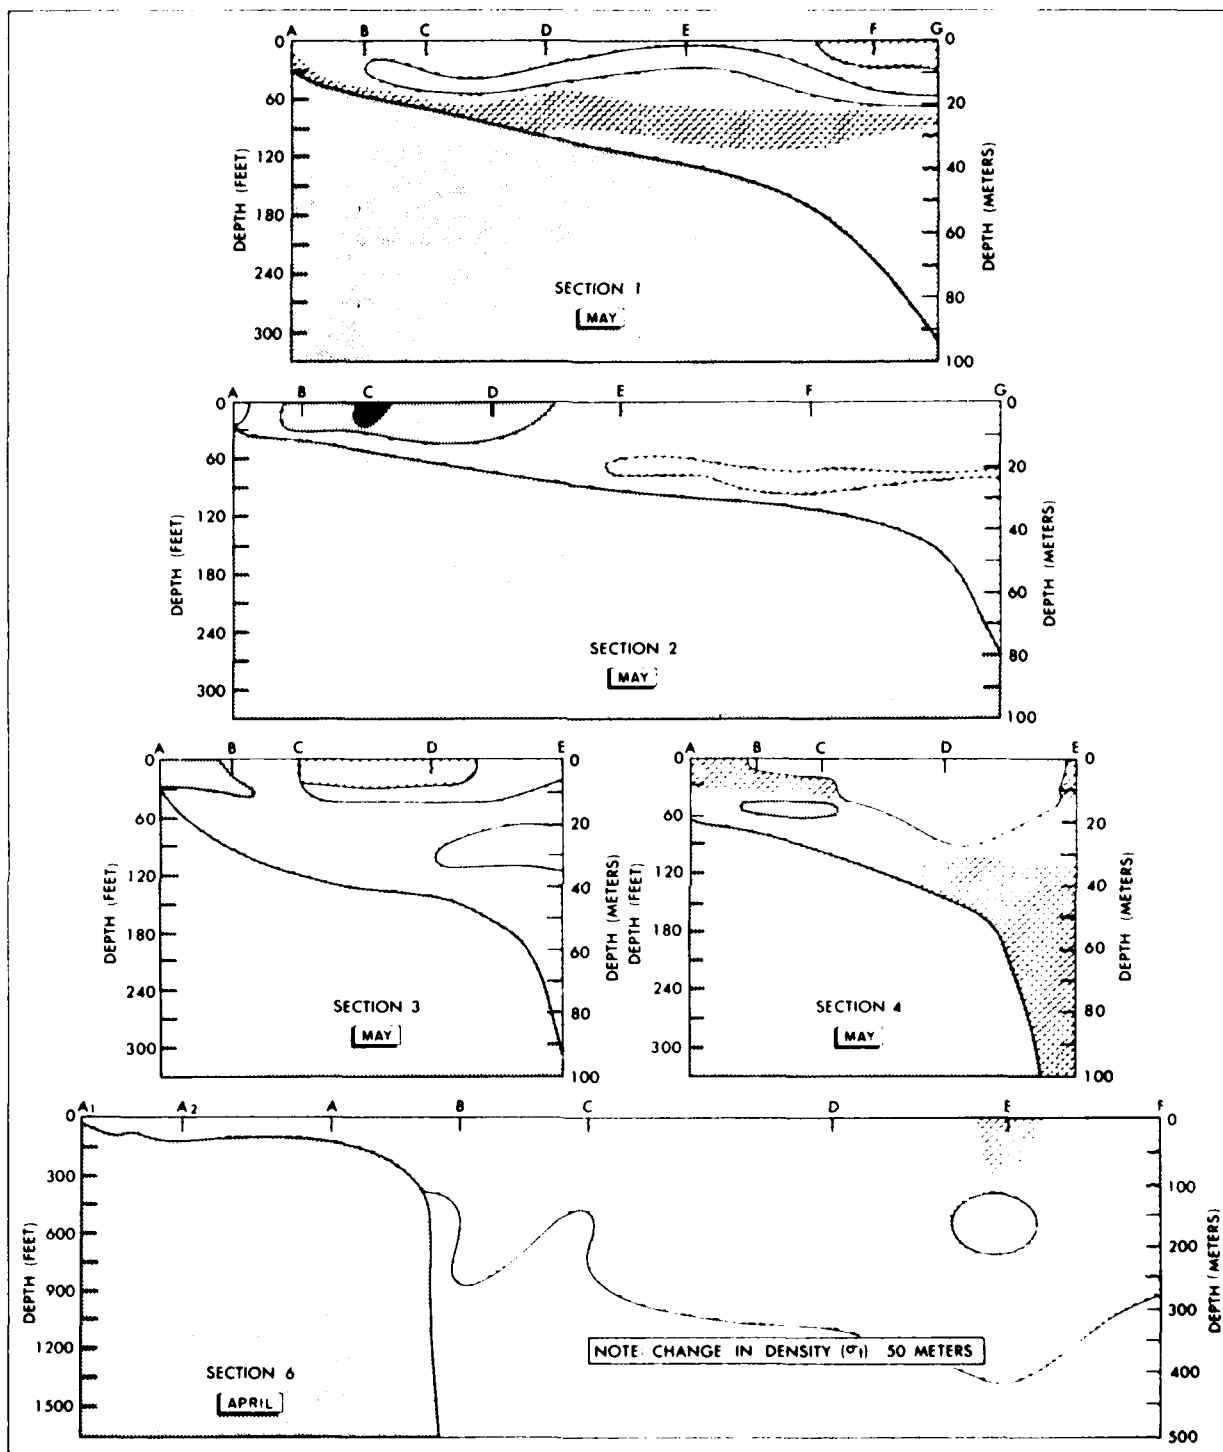 A B C D E F G
0 60 120 180 240 300
DEPTH (FEET)
0 20 40 60 80 100
DEPTH (METERS)
SECTION 1
MAY
A B C D E F G
0 60 120 180 240 300
DEPTH (FEET)
0 20 40 60 80 100
DEPTH (METERS)
SECTION 2
MAY
A B C D E
0 60 120 180 240 300
DEPTH (FEET)
0 20 40 60 80 100
DEPTH (METERS)
SECTION 3
MAY
A B C D E
0 60 120 180 240 300
DEPTH (FEET)
0 20 40 60 80 100
DEPTH (METERS)
SECTION 4
MAY
A1 A2 A B C D E F
0 300 600 900 1200 1500
DEPTH (FEET)
0 100 200 300 400 500
DEPTH (METERS)
SECTION 6
APRIL
NOTE: CHANGE IN DENSITY (σt) 50 METERS